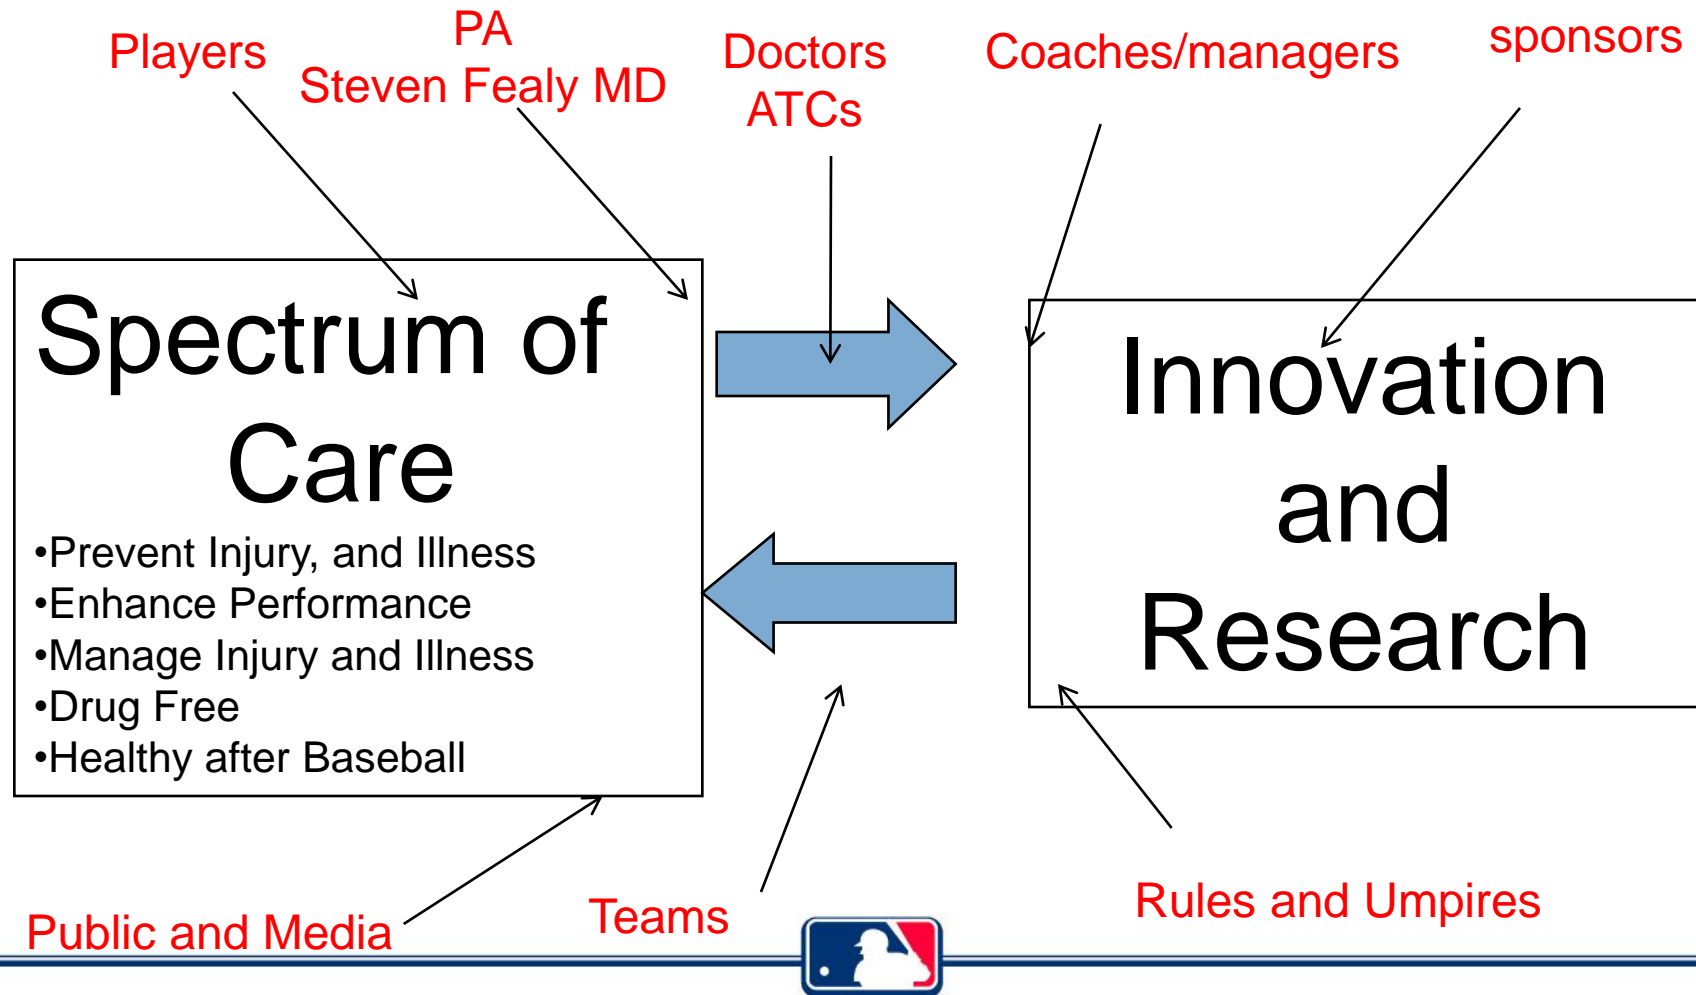 Players
PA
Steven Fealy MD
Doctors
ATCs
Coaches/managers
sponsors
Spectrum of
Care
•Prevent Injury, and Illness
•Enhance Performance
•Manage Injury and Illness
•Drug Free
•Healthy after Baseball
Innovation
and
Research
Public and Media
Teams
Rules and Umpires